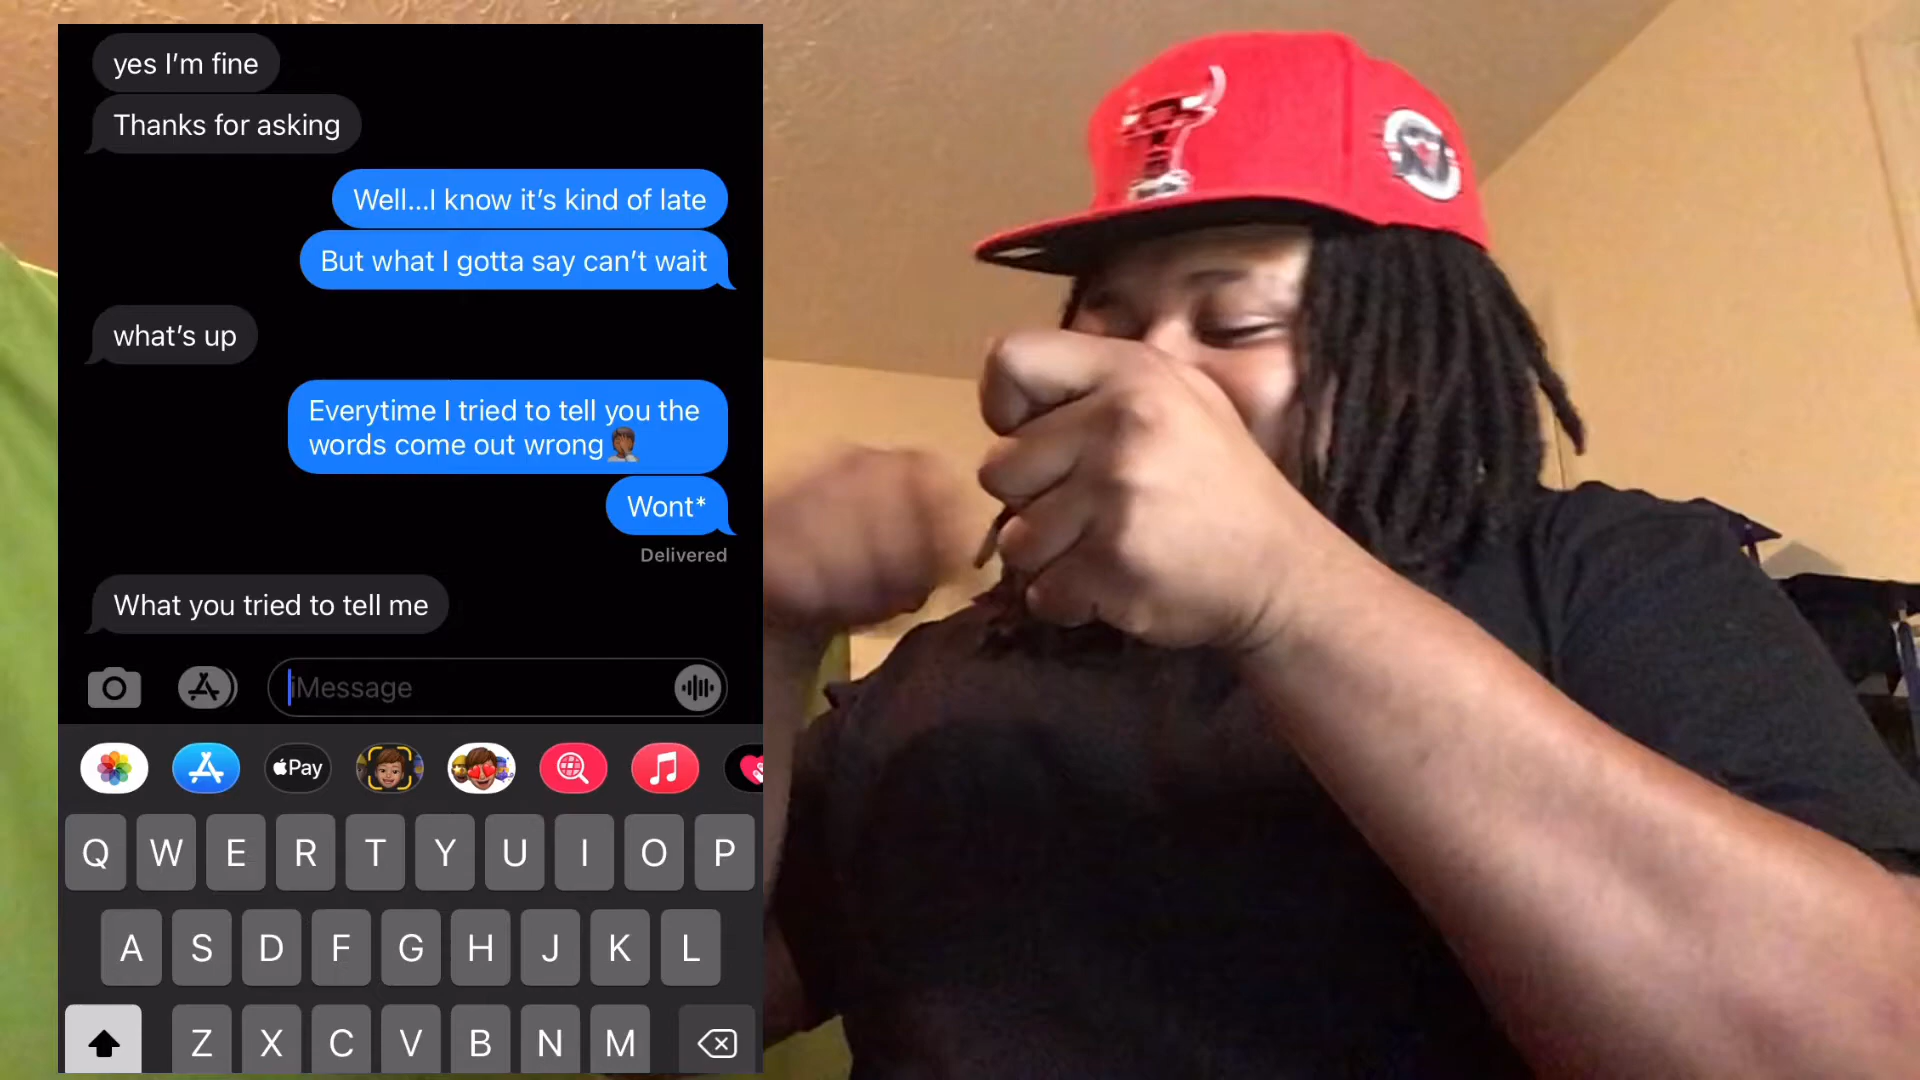 yes I’m fine
Thanks for asking
Well...I know it’s kind of late
But what I gotta say can’t wait
what’s up
Everytime I tried to tell you the
words come out wrong🤦🏾‍♂️
Wont*
Delivered
What you tried to tell me
iMessage
Pay
Q W E R T Y U I O P
A S D F G H J K L
Z X C V B N M